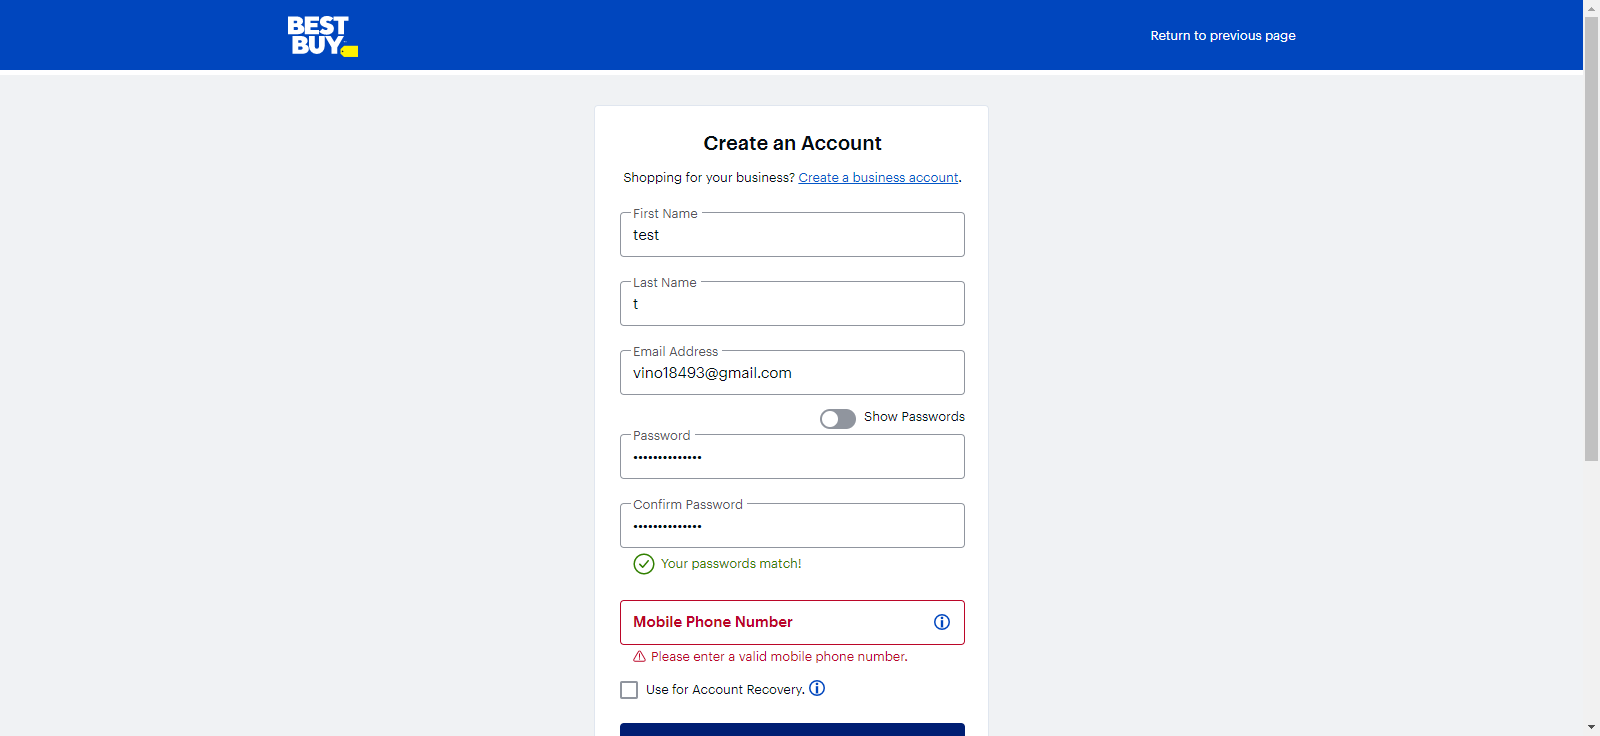 BEST
BUY
Return to previous page
Create an Account
Shopping for your business? Create a business account.
First Name
test
Last Name
t
Email Address
vino18493@gmail.com
Show Passwords
Password
••••••••••••••
Confirm Password
••••••••••••••
Your passwords match!
Mobile Phone Number
Please enter a valid mobile phone number.
Use for Account Recovery.